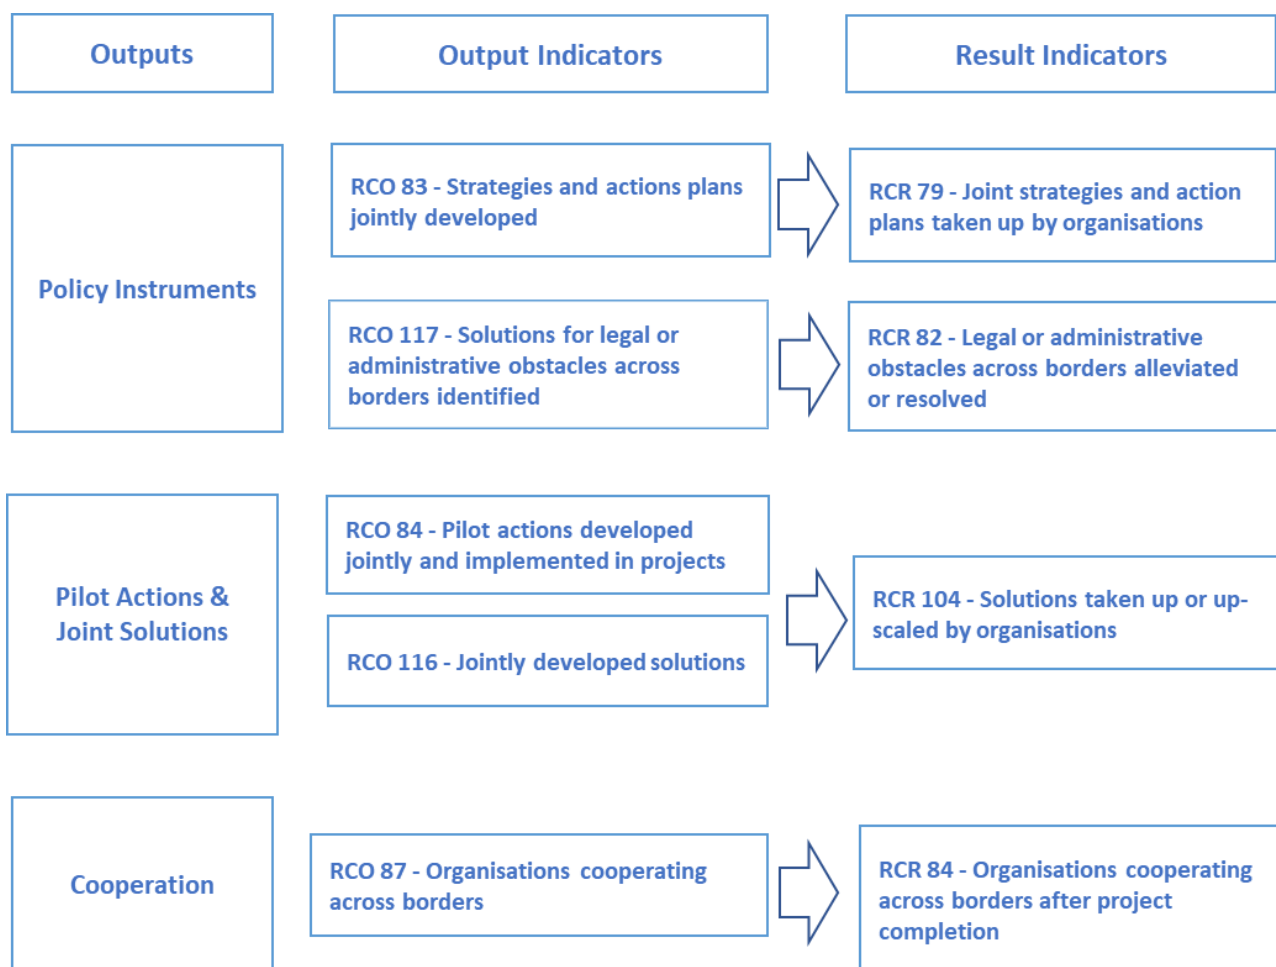 Outputs
Output Indicators
Result Indicators
Policy Instruments
RCO 83 - Strategies and actions plans
jointly developed
RCR 79 - Joint strategies and action
plans taken up by organisations
RCO 117 - Solutions for legal or
administrative obstacles across
borders identified
RCR 82 - Legal or administrative
obstacles across borders alleviated
or resolved
Pilot Actions &
Joint Solutions
RCO 84 - Pilot actions developed
jointly and implemented in projects
RCO 116 - Jointly developed solutions
RCR 104 - Solutions taken up or up-
scaled by organisations
Cooperation
RCO 87 - Organisations cooperating
across borders
RCR 84 - Organisations cooperating
across borders after project
completion